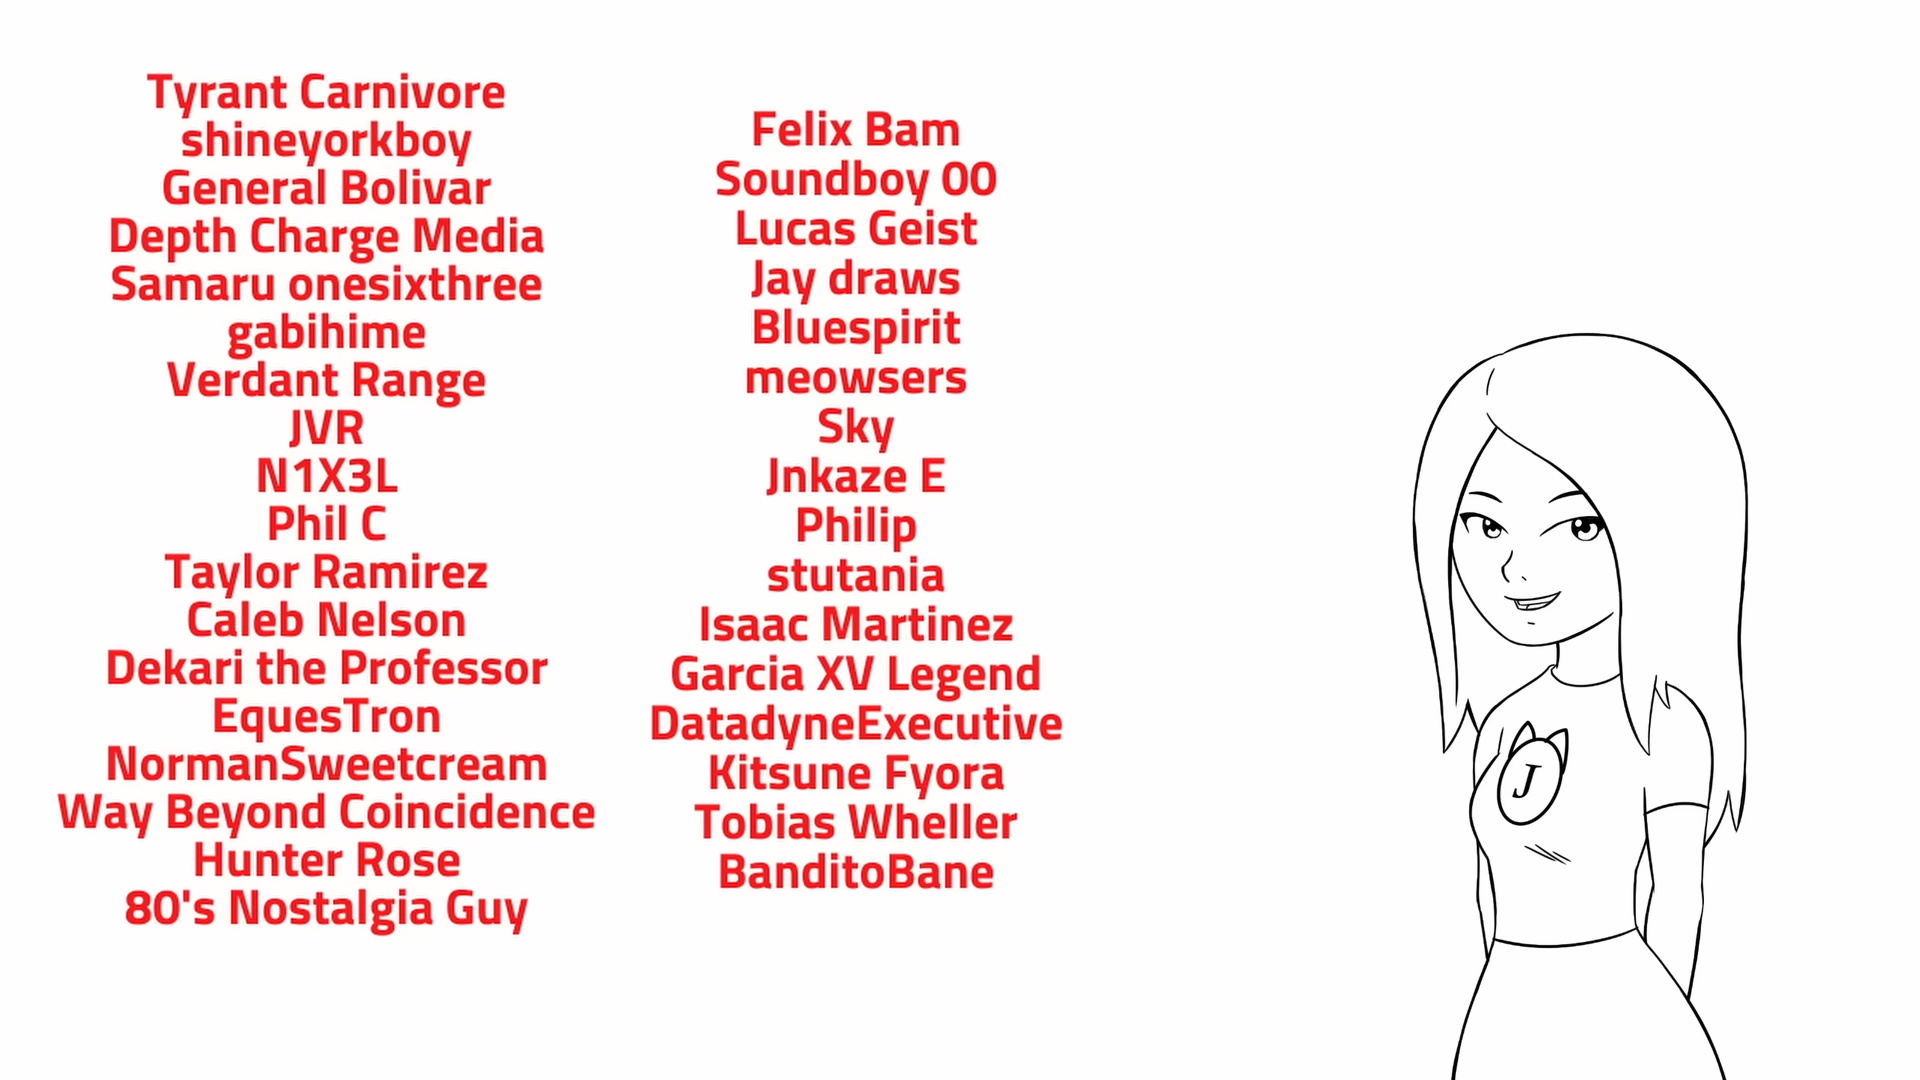 Tyrant Carnivore
shineyorkboy
General Bolivar
Depth Charge Media
Samaru onesixthree
gabihime
Verdant Range
JVR
N1X3L
Phil C
Taylor Ramirez
Caleb Nelson
Dekari the Professor
EquesTron
NormanSweetcream
Way Beyond Coincidence
Hunter Rose
80's Nostalgia Guy
Felix Bam
Soundboy 00
Lucas Geist
Jay draws
Bluespirit
meowsers
Sky
Jnkaze E
Philip
stutania
Isaac Martinez
Garcia XV Legend
DatadyneExecutive
Kitsune Fyora
Tobias Wheller
BanditoBane
J